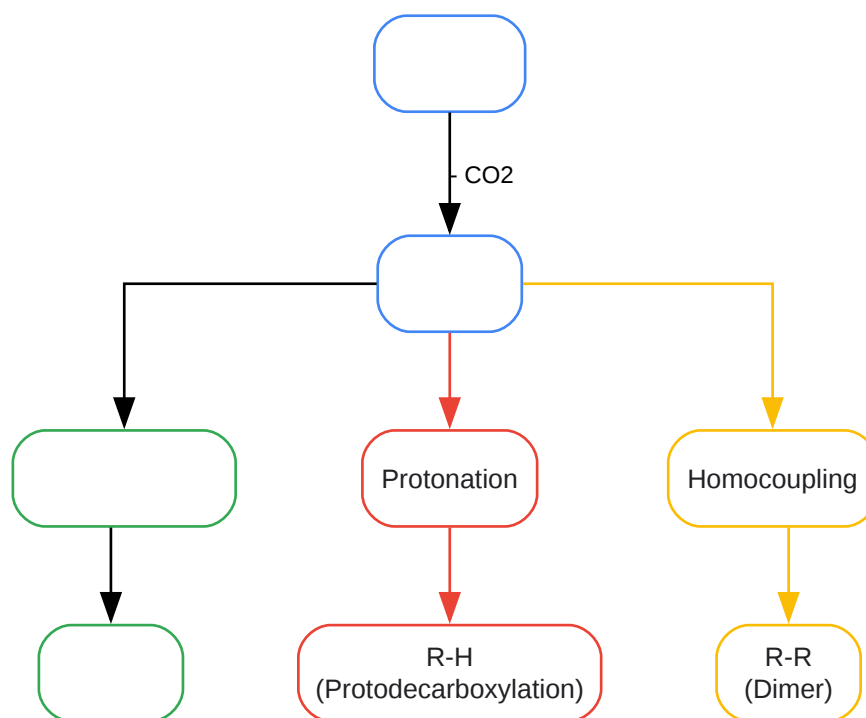 - CO2
Protonation
Homocoupling
R-H
(Protodecarboxylation)
R-R
(Dimer)